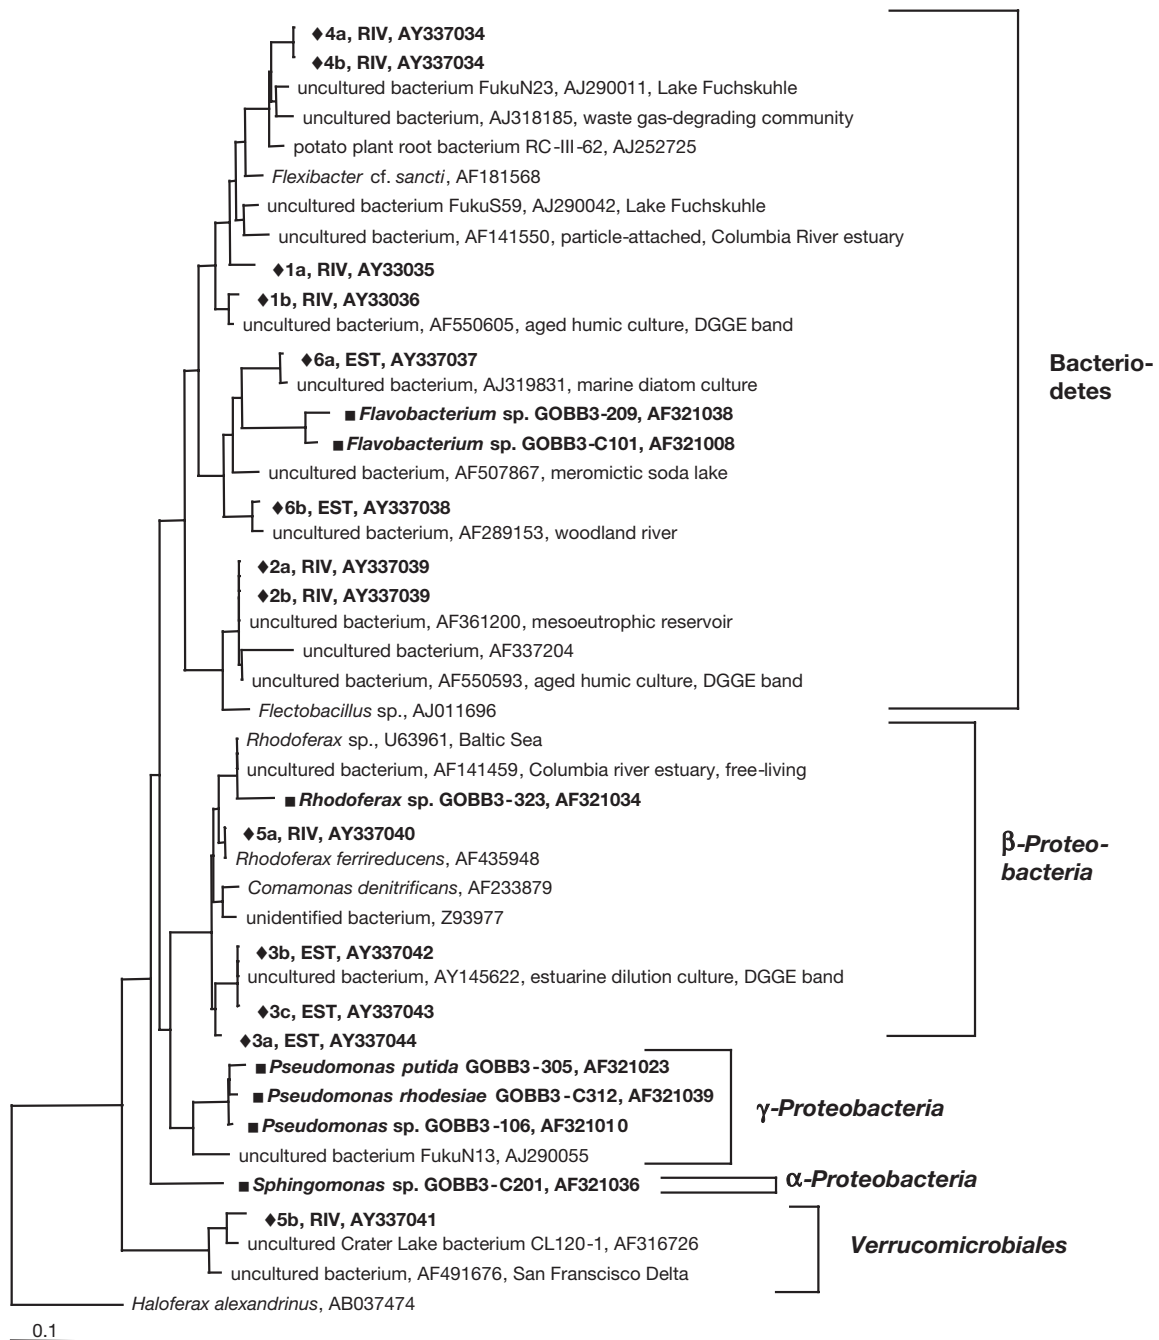 ♦4a, RIV, AY337034
♦4b, RIV, AY337034
uncultured bacterium FukuN23, AJ290011, Lake Fuchskuhle
uncultured bacterium, AJ318185, waste gas-degrading community
potato plant root bacterium RC-III-62, AJ252725
Flexibacter cf. sancti, AF181568
uncultured bacterium FukuS59, AJ290042, Lake Fuchskuhle
uncultured bacterium, AF141550, particle-attached, Columbia River estuary
♦1a, RIV, AY33035
♦1b, RIV, AY33036
uncultured bacterium, AF550605, aged humic culture, DGGE band
♦6a, EST, AY337037
uncultured bacterium, AJ319831, marine diatom culture
■Flavobacterium sp. GOBB3-209, AF321038
■Flavobacterium sp. GOBB3-C101, AF321008
uncultured bacterium, AF507867, meromictic soda lake
♦6b, EST, AY337038
uncultured bacterium, AF289153, woodland river
♦2a, RIV, AY337039
♦2b, RIV, AY337039
uncultured bacterium, AF361200, mesoeutrophic reservoir
uncultured bacterium, AF337204
uncultured bacterium, AF550593, aged humic culture, DGGE band
Flectobacillus sp., AJ011696
Bacterio-
detes
Rhodoferax sp., U63961, Baltic Sea
uncultured bacterium, AF141459, Columbia river estuary, free-living
■Rhodoferax sp. GOBB3-323, AF321034
♦5a, RIV, AY337040
Rhodoferax ferrireducens, AF435948
Comamonas denitrificans, AF233879
unidentified bacterium, Z93977
♦3b, EST, AY337042
uncultured bacterium, AY145622, estuarine dilution culture, DGGE band
♦3c, EST, AY337043
♦3a, EST, AY337044
β-Proteo-
bacteria
■Pseudomonas putida GOBB3-305, AF321023
■Pseudomonas rhodesiae GOBB3-C312, AF321039
■Pseudomonas sp. GOBB3-106, AF321010
uncultured bacterium FukuN13, AJ290055
γ-Proteobacteria
■Sphingomonas sp. GOBB3-C201, AF321036
α-Proteobacteria
♦5b, RIV, AY337041
uncultured Crater Lake bacterium CL120-1, AF316726
uncultured bacterium, AF491676, San Franscisco Delta
Verrucomicrobiales
Haloferax alexandrinus, AB037474
0.1